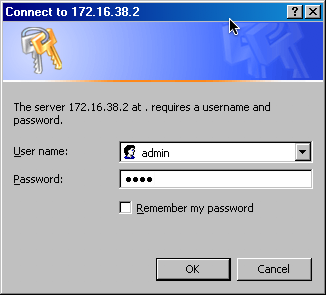 Connect to 172.16.38.2
The server 172.16.38.2 at . requires a username and
password.
User name:
admin
Password:
••••
Remember my password
OK
Cancel